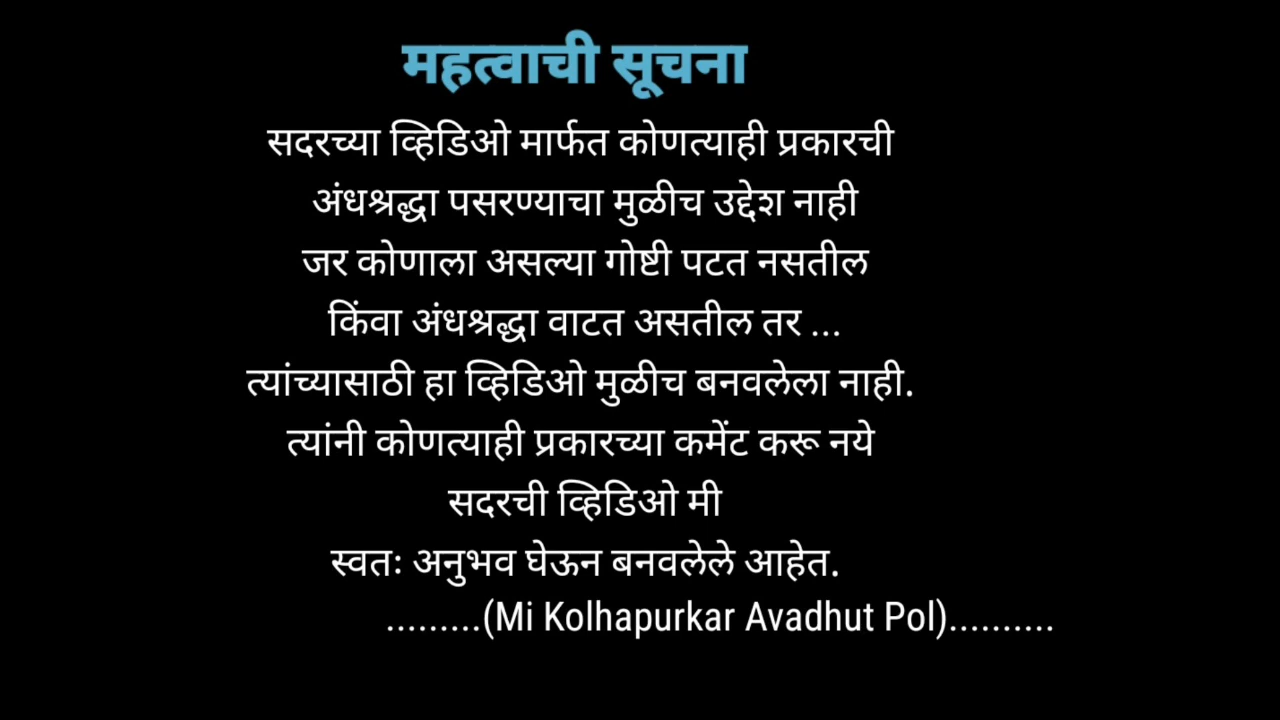 महत्वाची सूचना
सदरच्या व्हिडिओ मार्फत कोणत्याही प्रकारची
अंधश्रद्धा पसरण्याचा मुळीच उद्देश नाही
जर कोणाला असल्या गोष्टी पटत नसतील
किंवा अंधश्रद्धा वाटत असतील तर ...
त्यांच्यासाठी हा व्हिडिओ मुळीच बनवलेला नाही.
त्यांनी कोणत्याही प्रकारच्या कमेंट करू नये
सदरची व्हिडिओ मी
स्वतः अनुभव घेऊन बनवलेले आहेत.
.........(Mi Kolhapurkar Avadhut Pol)..........